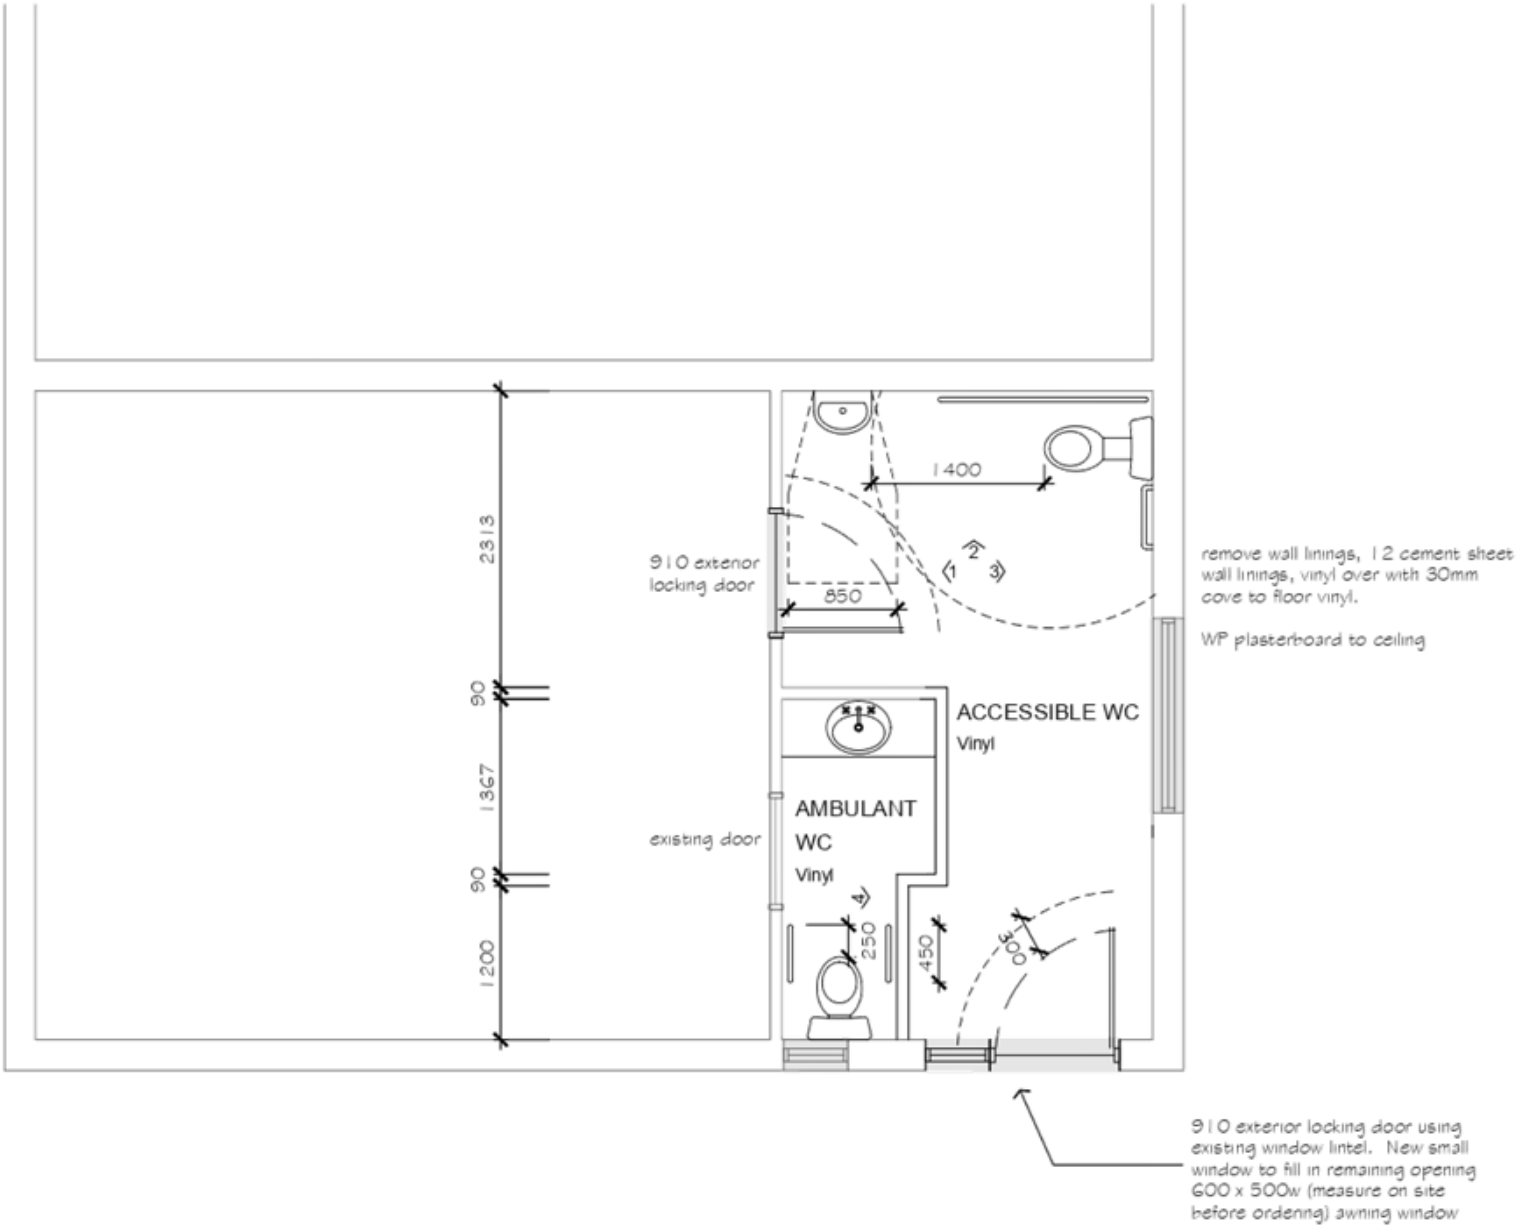 1400
2313
910 exterior
locking door
2
1
3
850
remove wall linings, 12 cement sheet
wall linings, vinyl over with 30mm
cove to floor vinyl.
WP plasterboard to ceiling
90
ACCESSIBLE WC
Vinyl
1367
AMBULANT
WC
Vinyl
existing door
90
4
250
450
300
1200
910 exterior locking door using
existing window lintel. New small
window to fill in remaining opening
600 x 500w (measure on site
before ordering) awning window